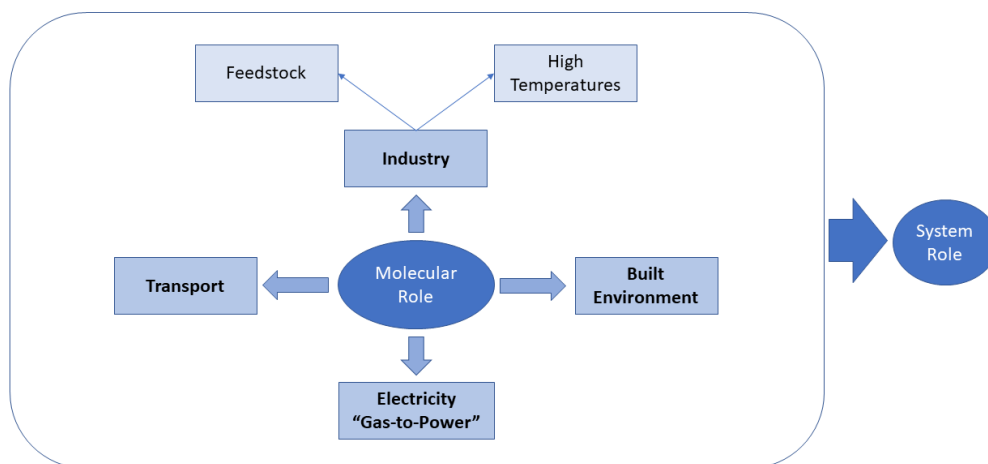 Feedstock
High
Temperatures
Industry
Transport
Molecular
Role
Built
Environment
Electricity
“Gas-to-Power”
System
Role